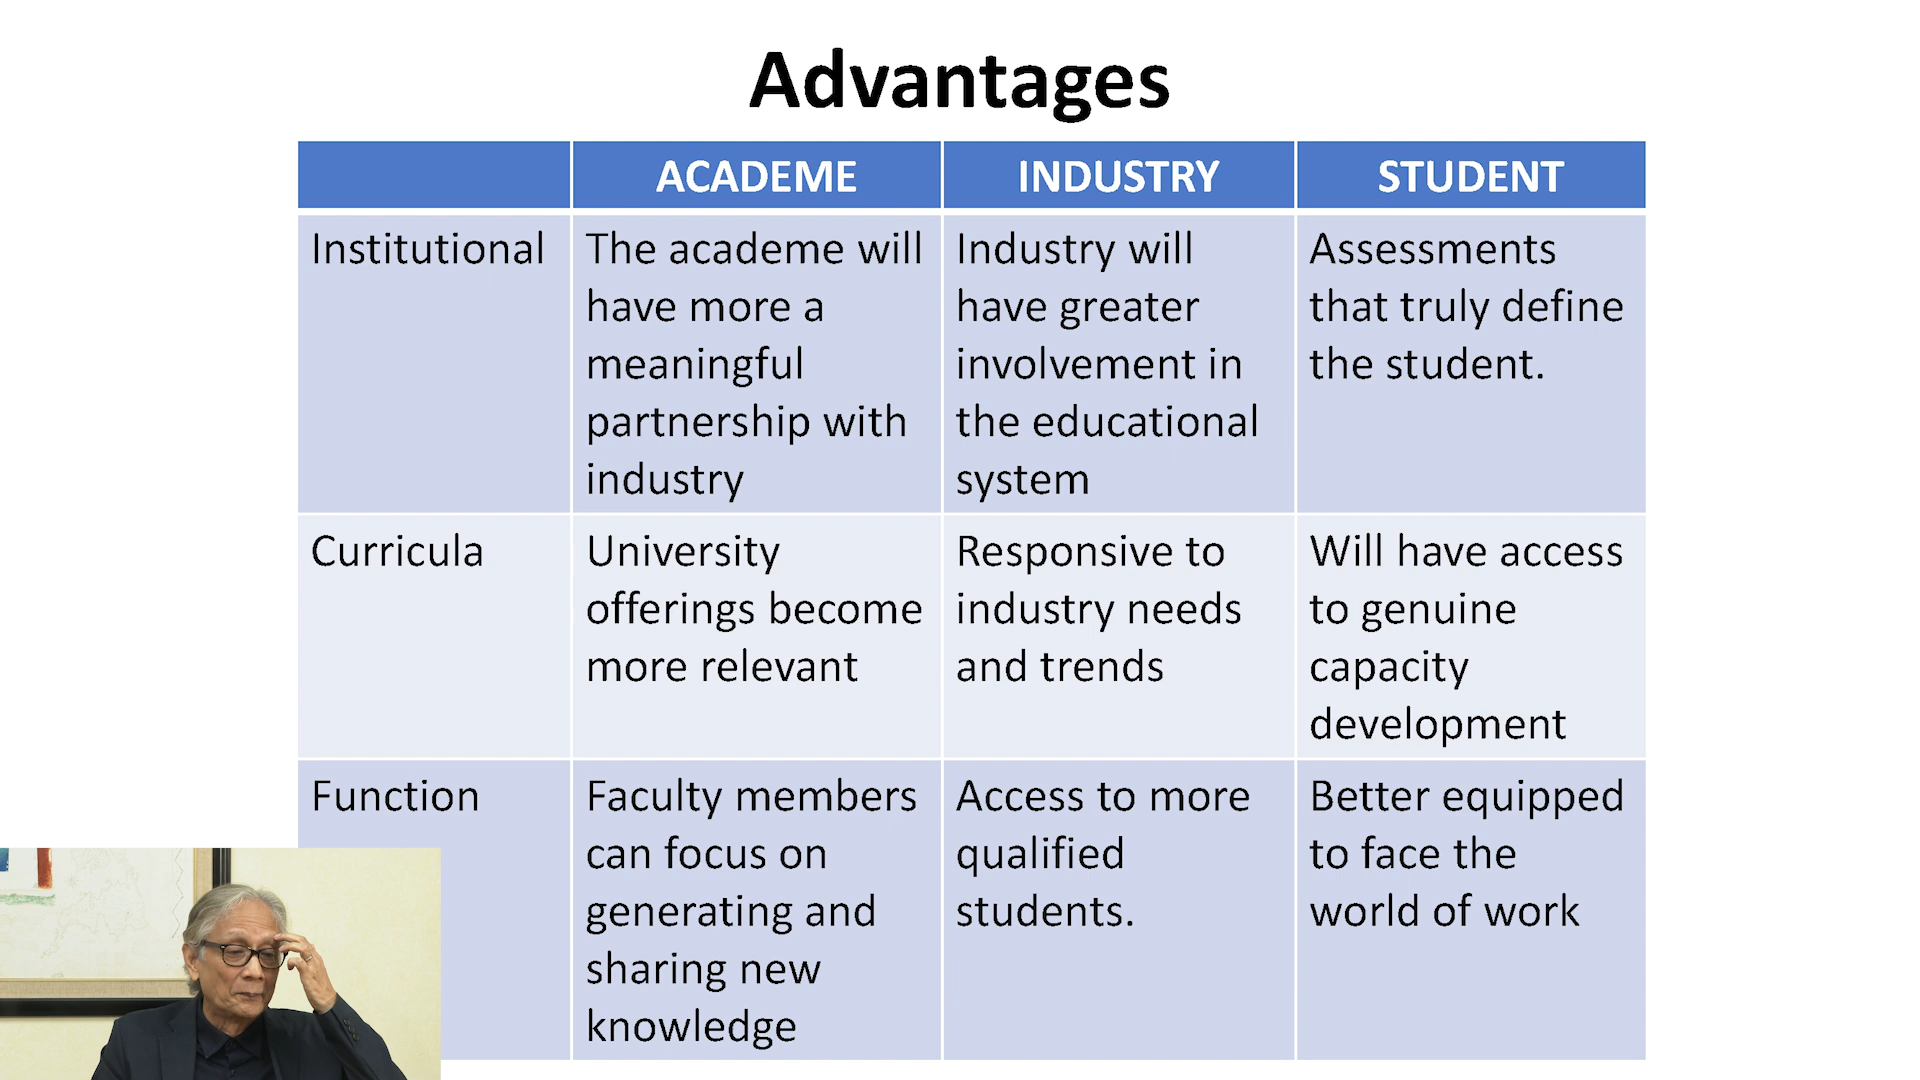 Advantages
ACADEME
INDUSTRY
STUDENT
Institutional
The academe will
have more a
meaningful
partnership with
industry
Industry will
have greater
involvement in
the educational
system
Assessments
that truly define
the student.
Curricula
University
offerings become
more relevant
Responsive to
industry needs
and trends
Will have access
to genuine
capacity
development
Function
Faculty members
can focus on
generating and
sharing new
knowledge
Access to more
qualified
students.
Better equipped
to face the
world of work